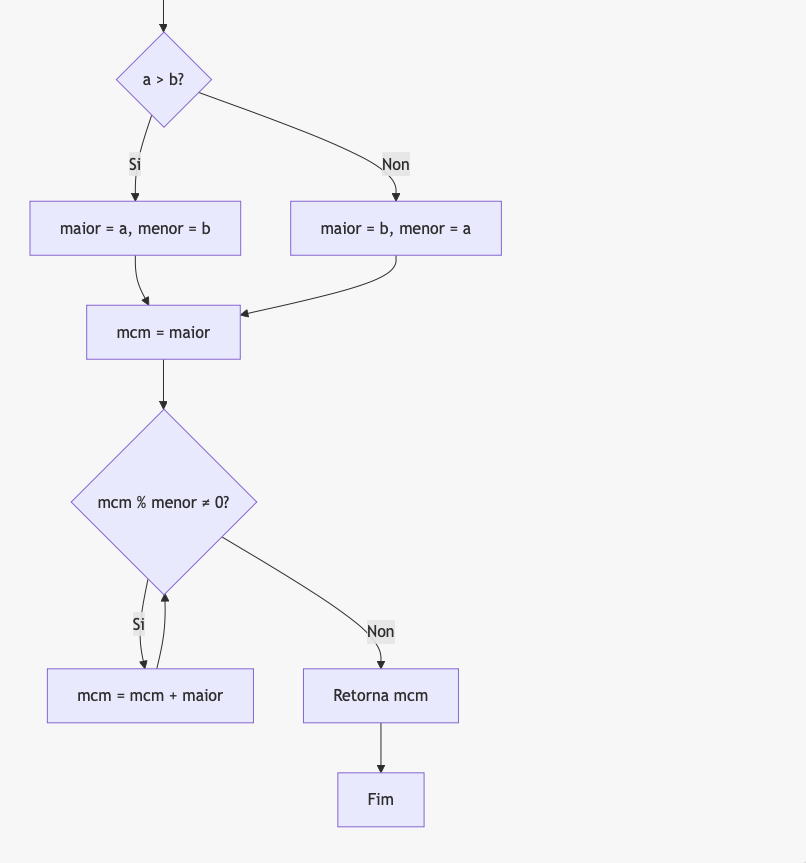 a > b?
Si
Non
maior = a, menor = b
maior = b, menor = a
mcm = maior
mcm % menor ≠ 0?
Si
Non
mcm = mcm + maior
Retorna mcm
Fim